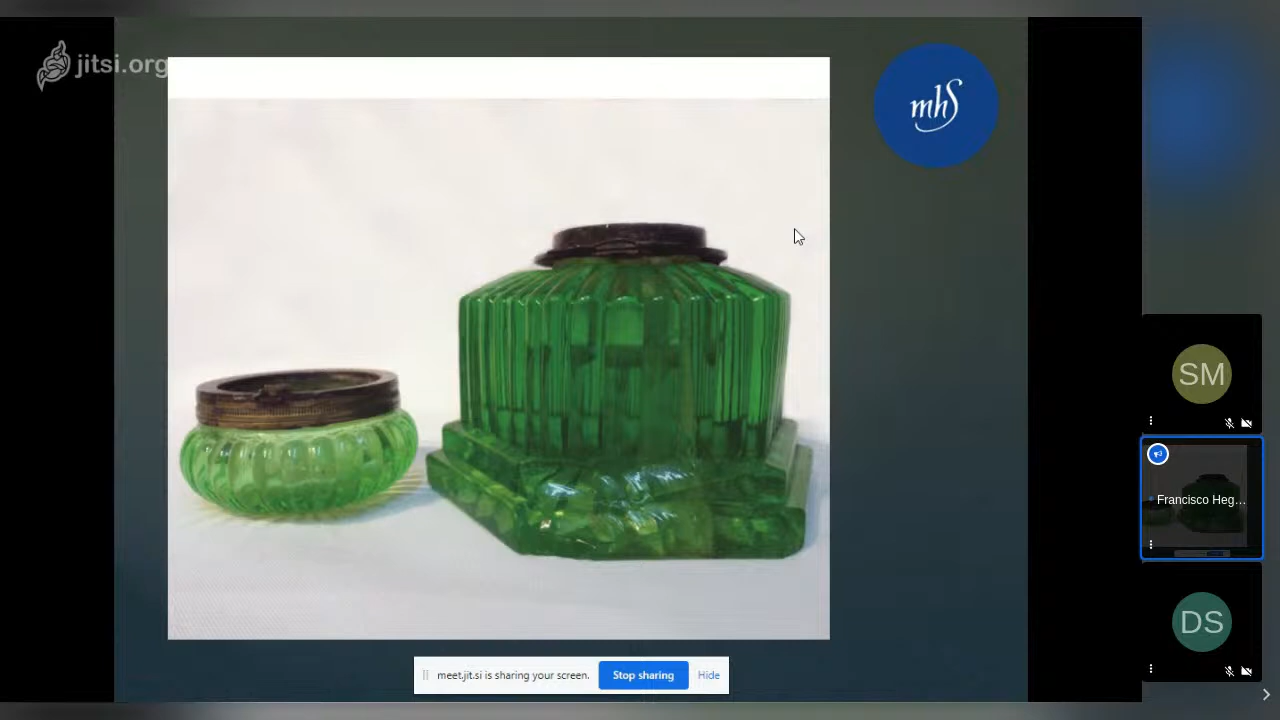 jitsi.org
mhS
SM
Francisco Heg...
DS
meet.jit.si is sharing your screen. Stop sharing Hide